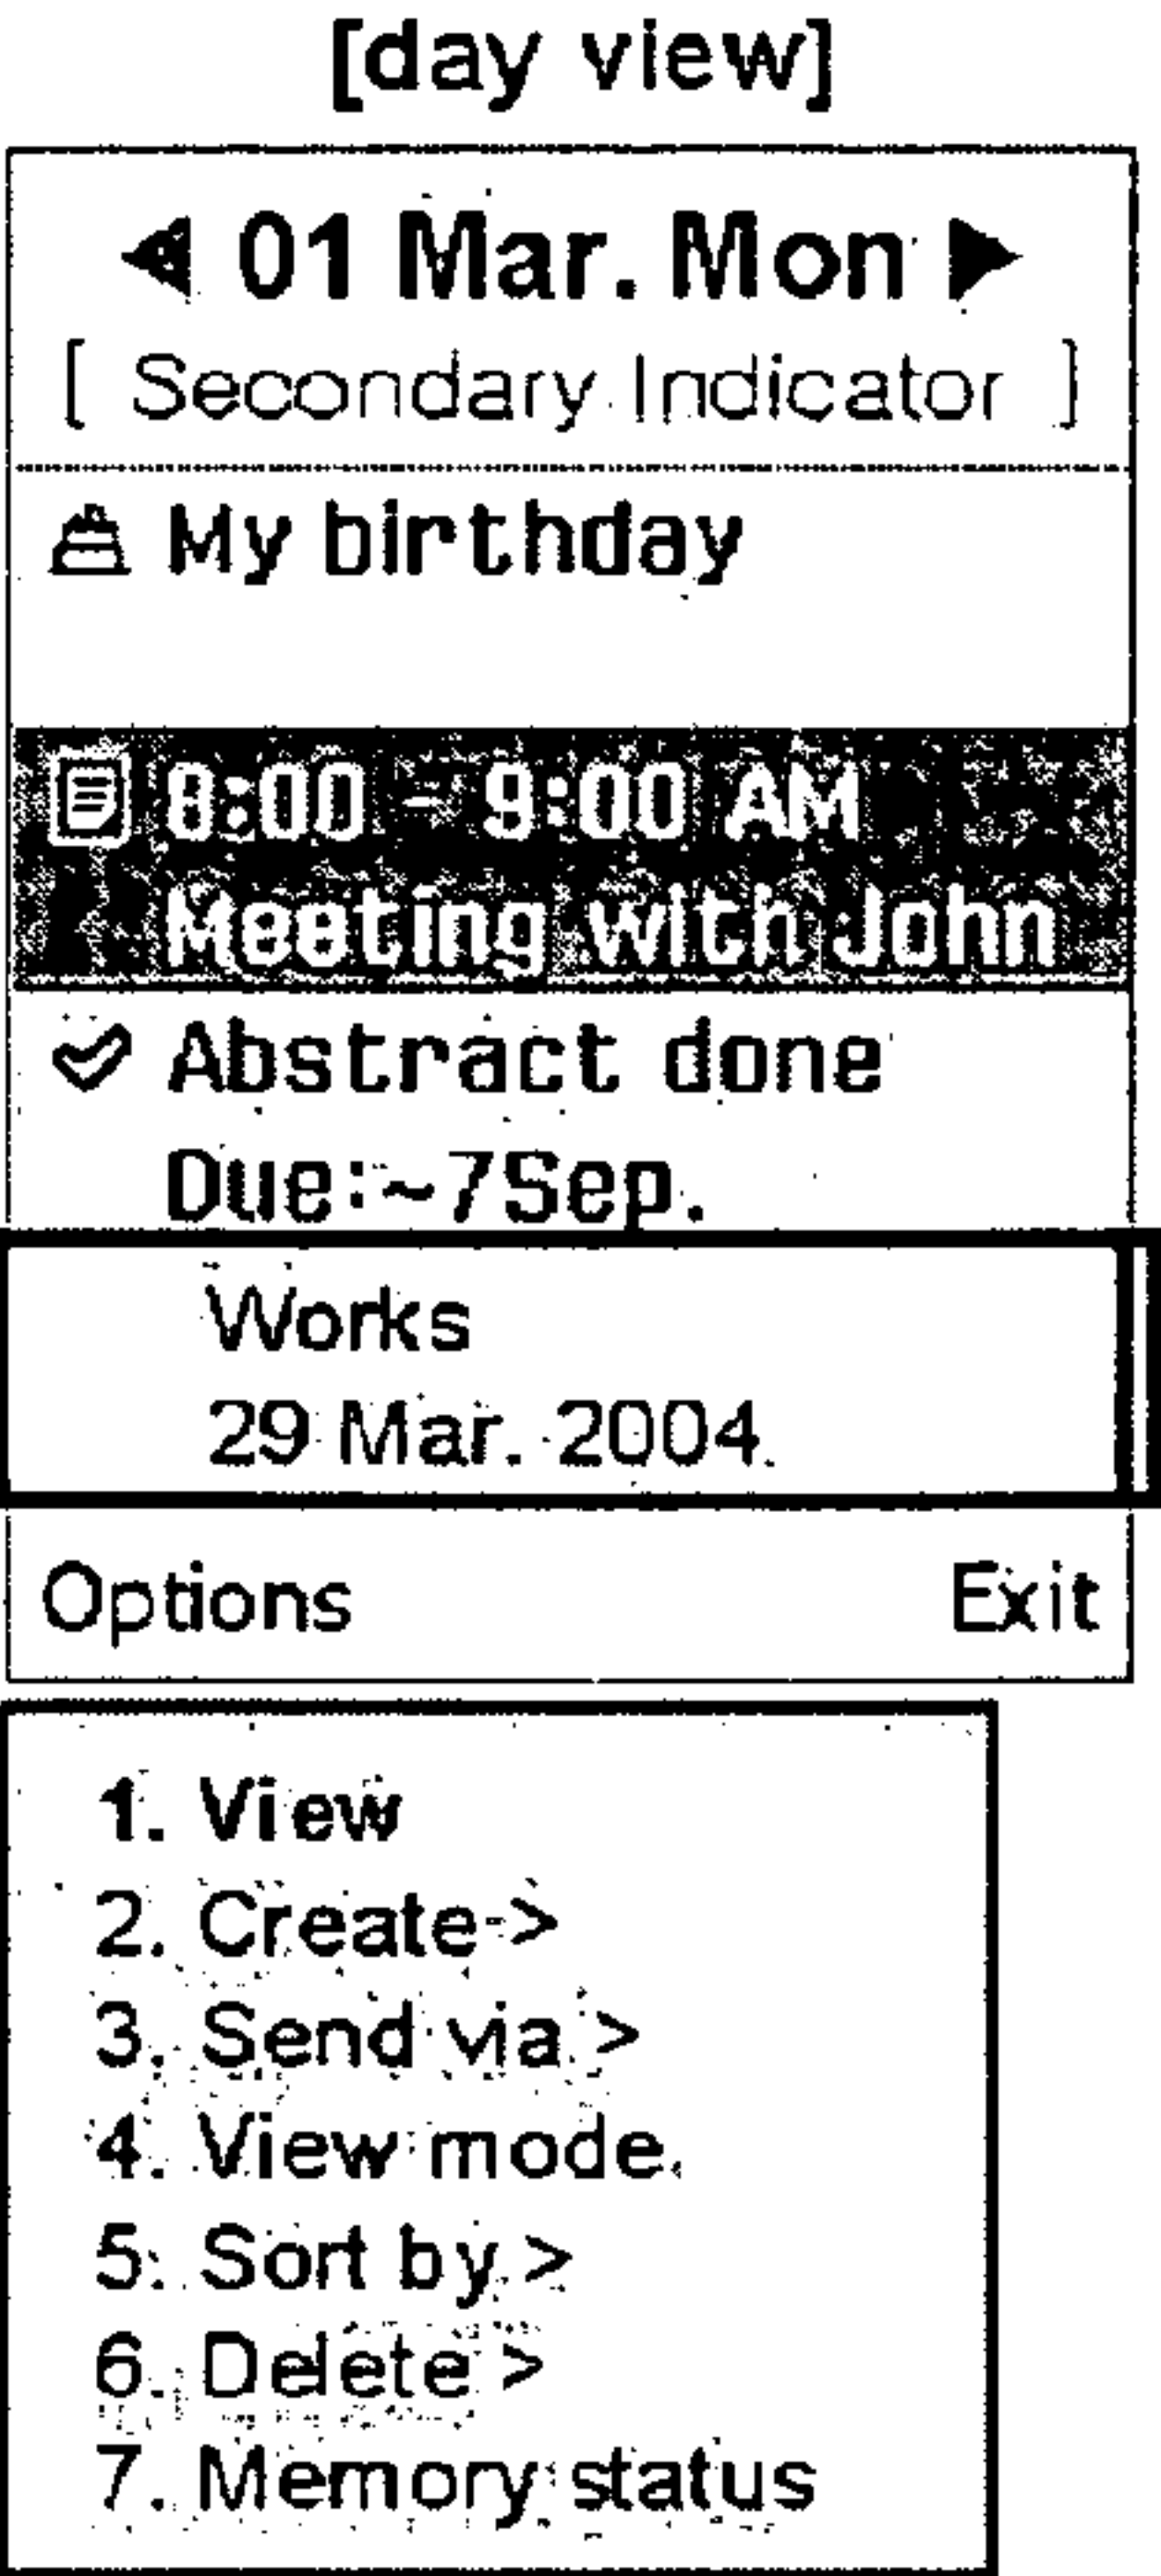 [day view]
01 Mar. Mon
[ Secondary Indicator ]
My birthday
8:00 - 9:00 AM
Meeting with John
Abstract done
Due:~7Sep.
Works
29 Mar. 2004
Options Exit
1. View
2. Create >
3. Send via >
4. View mode
5. Sort by >
6. Delete >
7. Memory status